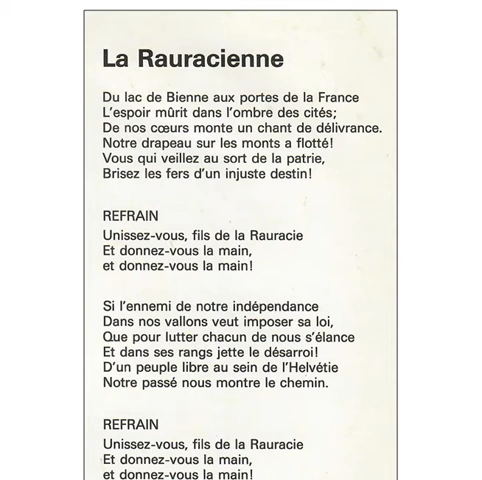 La Rauracienne
Du lac de Bienne aux portes de la France
L'espoir mûrit dans l'ombre des cités;
De nos cœurs monte un chant de délivrance.
Notre drapeau sur les monts a flotté!
Vous qui veillez au sort de la patrie,
Brisez les fers d'un injuste destin!
REFRAIN
Unissez-vous, fils de la Rauracie
Et donnez-vous la main,
et donnez-vous la main!
Si l'ennemi de notre indépendance
Dans nos vallons veut imposer sa loi,
Que pour lutter chacun de nous s'élance
Et dans ses rangs jette le désarroi!
D'un peuple libre au sein de l'Helvétie
Notre passé nous montre le chemin.
REFRAIN
Unissez-vous, fils de la Rauracie
Et donnez-vous la main,
et donnez-vous la main!